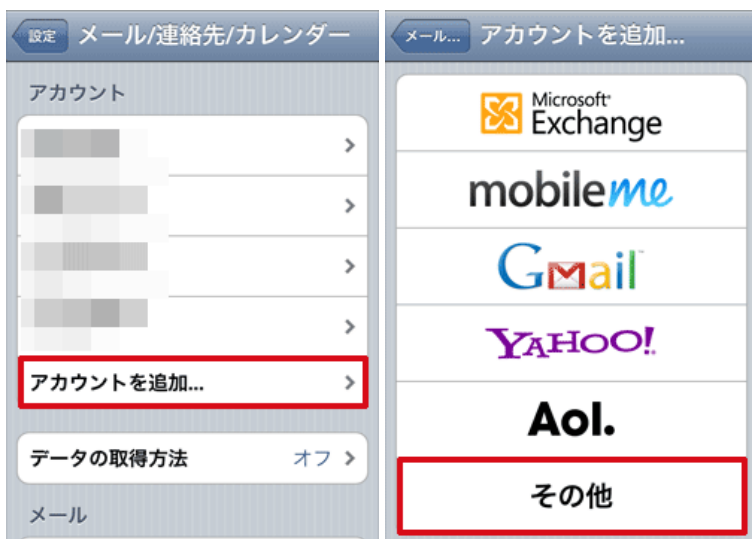 設定
メール/連絡先/カレンダー
アカウント
アカウントを追加...
データの取得方法 オフ
メール
メール...
アカウントを追加...
Microsoft
Exchange
mobileme
Gmail
YAHOO!
Aol.
その他